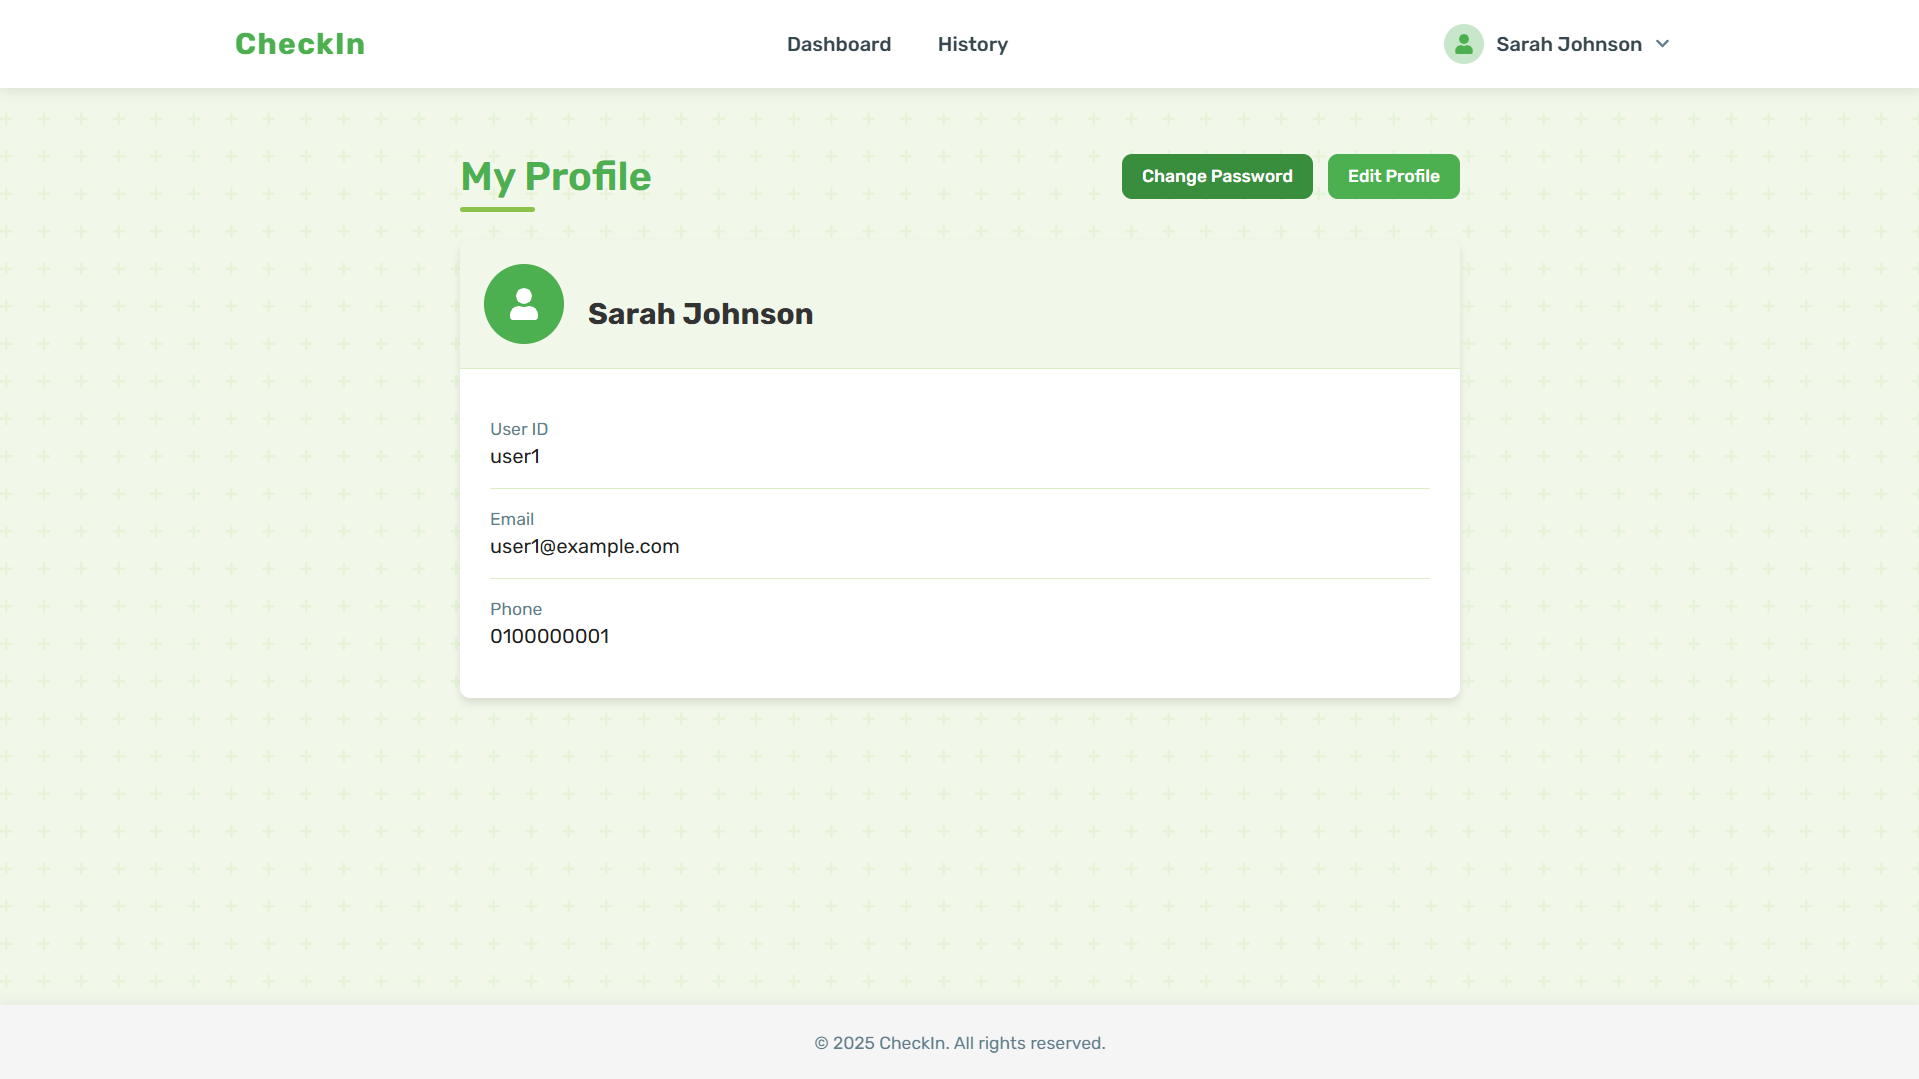 CheckIn
Dashboard
History
Sarah Johnson
My Profile
Change Password
Edit Profile
Sarah Johnson
User ID
user1
Email
user1@example.com
Phone
0100000001
© 2025 CheckIn. All rights reserved.